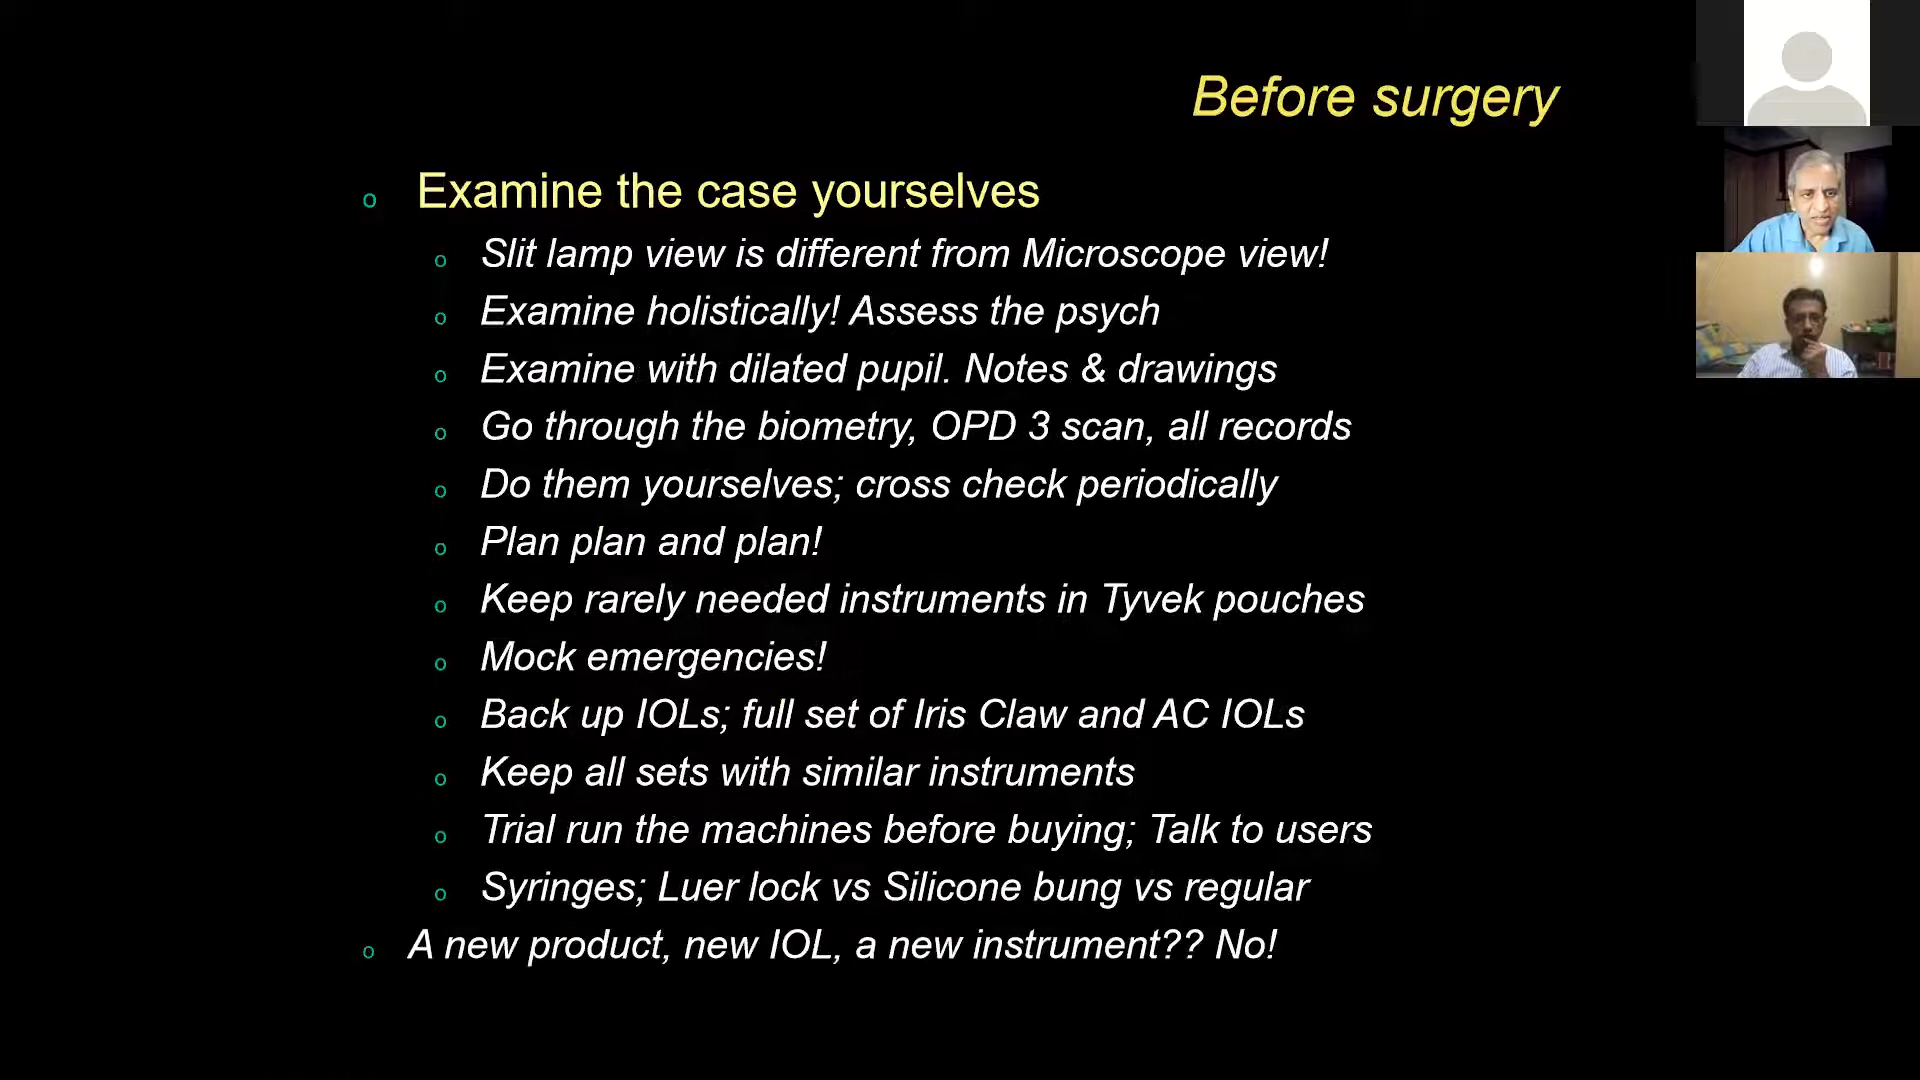 Before surgery
o Examine the case yourselves
o Slit lamp view is different from Microscope view!
o Examine holistically! Assess the psych
o Examine with dilated pupil. Notes & drawings
o Go through the biometry, OPD 3 scan, all records
o Do them yourselves; cross check periodically
o Plan plan and plan!
o Keep rarely needed instruments in Tyvek pouches
o Mock emergencies!
o Back up IOLs; full set of Iris Claw and AC IOLs
o Keep all sets with similar instruments
o Trial run the machines before buying; Talk to users
o Syringes; Luer lock vs Silicone bung vs regular
o A new product, new IOL, a new instrument?? No!